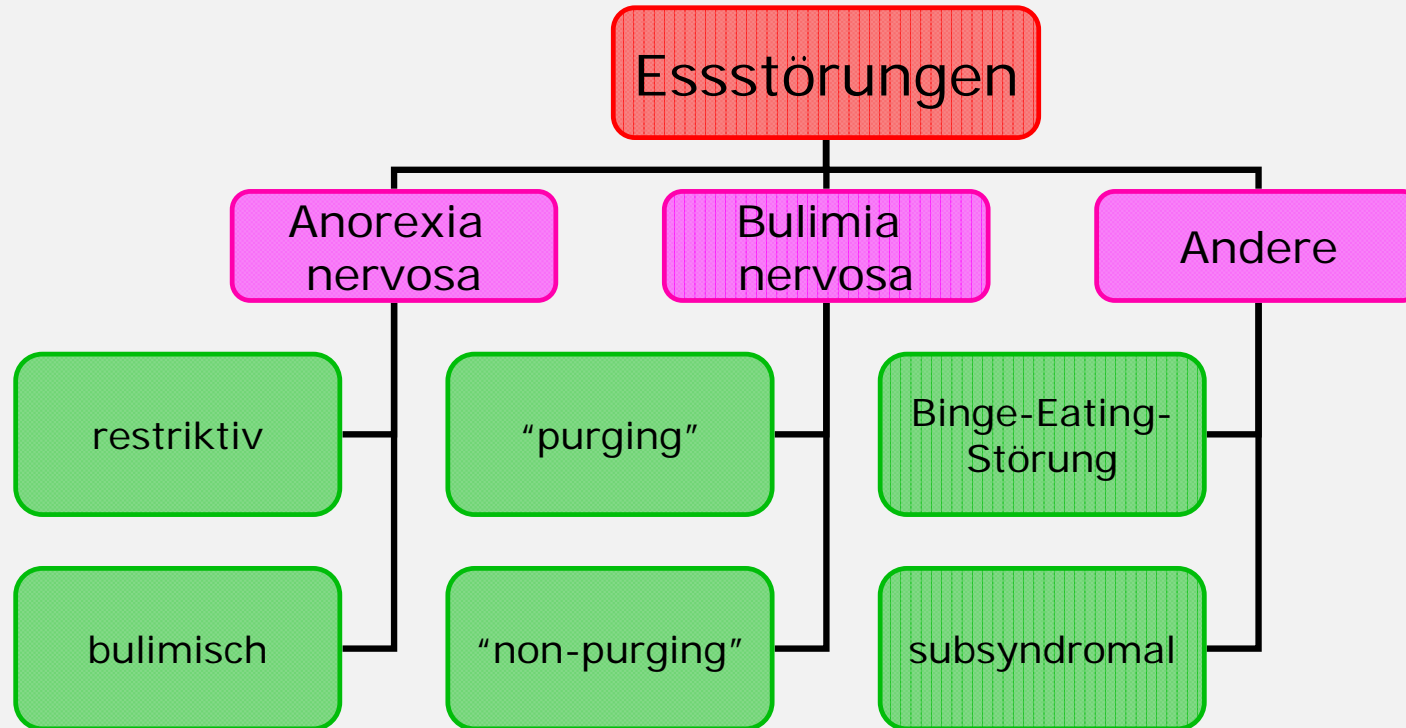 Essstörungen
Anorexia
nervosa
Bulimia
nervosa
Andere
restriktiv
“purging”
Binge-Eating-
Störung
bulimisch
“non-purging”
subsyndromal